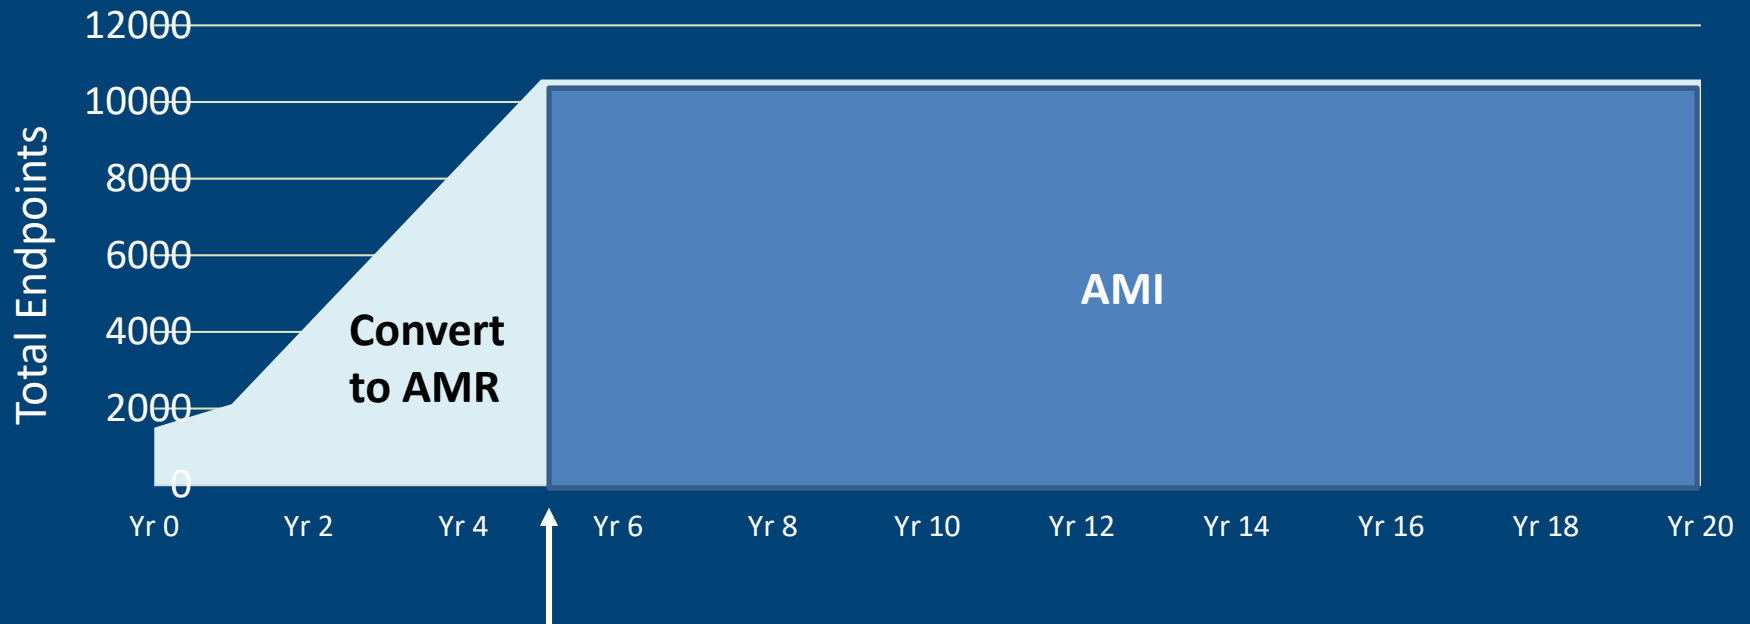 12000
10000
8000
6000
4000
2000
0
Total Endpoints
Convert
to AMR
AMI
Yr 0 Yr 2 Yr 4 Yr 6 Yr 8 Yr 10 Yr 12 Yr 14 Yr 16 Yr 18 Yr 20